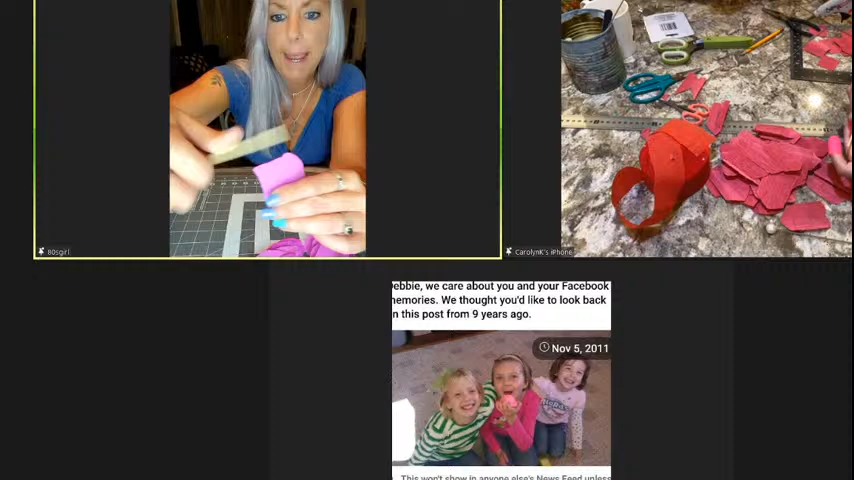 80sgirl
CarolynK's iPhone
ebbie, we care about you and your Facebook
emories. We thought you'd like to look back
n this post from 9 years ago.
Nov 5, 2011
This won't show in anyone else's News Feed unless